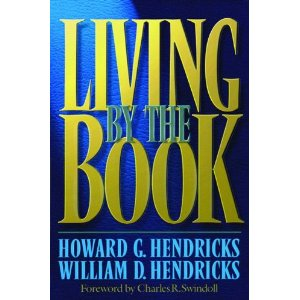 LIVING
BY THE
BOOK
HOWARD G. HENDRICKS
WILLIAM D. HENDRICKS
Foreword by Charles R. Swindoll